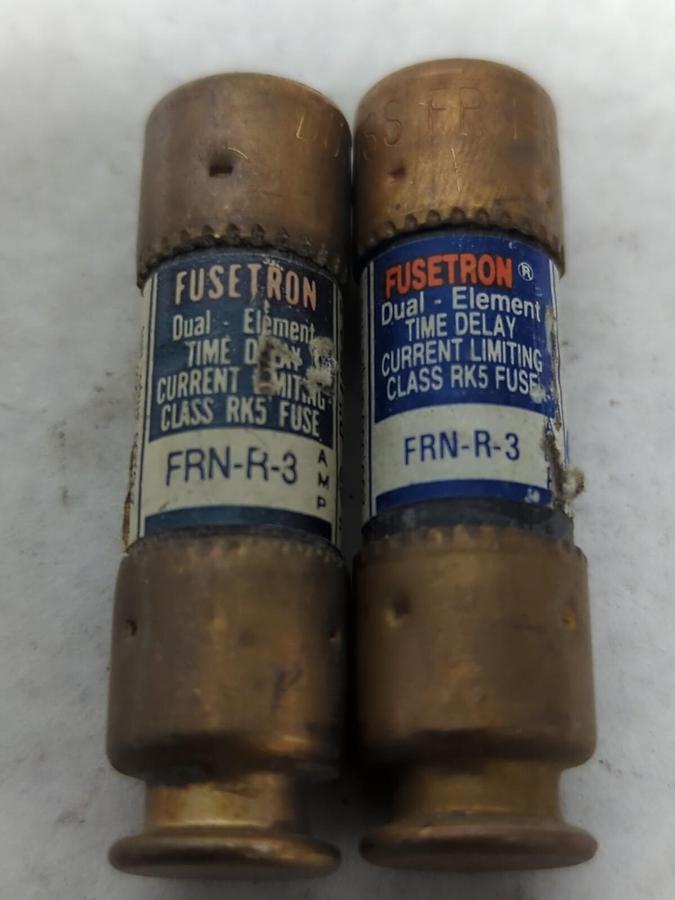 FUSETRON
Dual - Element
TIME DELAY
CURRENT LIMITING
CLASS RK5 FUSE
FRN-R-3
AMP
FUSETRON®
Dual - Element
TIME DELAY
CURRENT LIMITING
CLASS RK5 FUSE
FRN-R-3